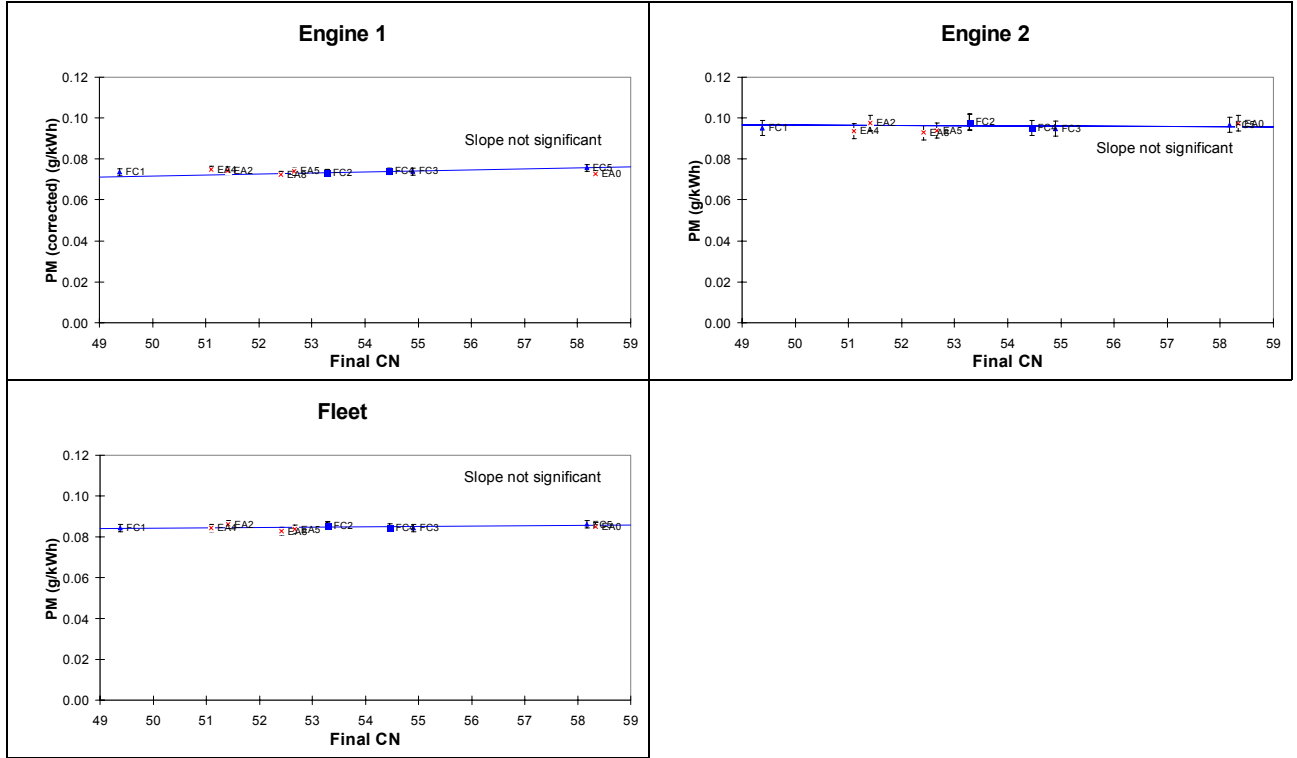 Engine 1
0.12
0.10
0.08
0.06
0.04
0.02
0.00
PM (corrected) (g/kWh)
Slope not significant
FC1
EA4
EA2
EA5
FC2
FC3
FC5
EA0
49 50 51 52 53 54 55 56 57 58 59
Final CN
Engine 2
0.12
0.10
0.08
0.06
0.04
0.02
0.00
PM (g/kWh)
FC1
EA4
EA2
EA5
FC2
FC3
EA0
Slope not significant
49 50 51 52 53 54 55 56 57 58 59
Final CN
Fleet
0.12
0.10
0.08
0.06
0.04
0.02
0.00
PM (g/kWh)
Slope not significant
FC1
EA4
EA2
EA5
FC2
FC3
FC5
EA0
49 50 51 52 53 54 55 56 57 58 59
Final CN